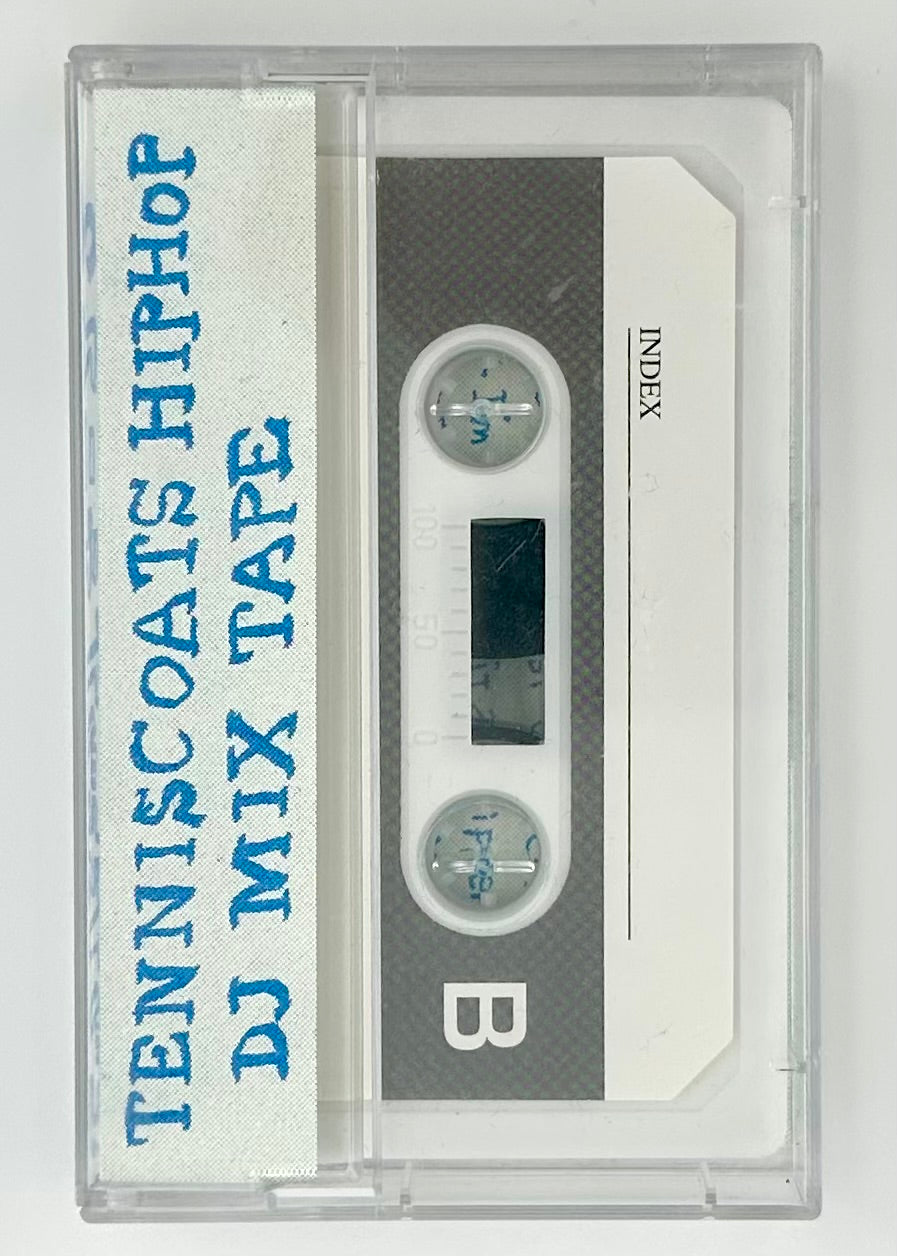 TENNISCOATS HIPHOP
DJ MIX TAPE
INDEX
100
50
0
B